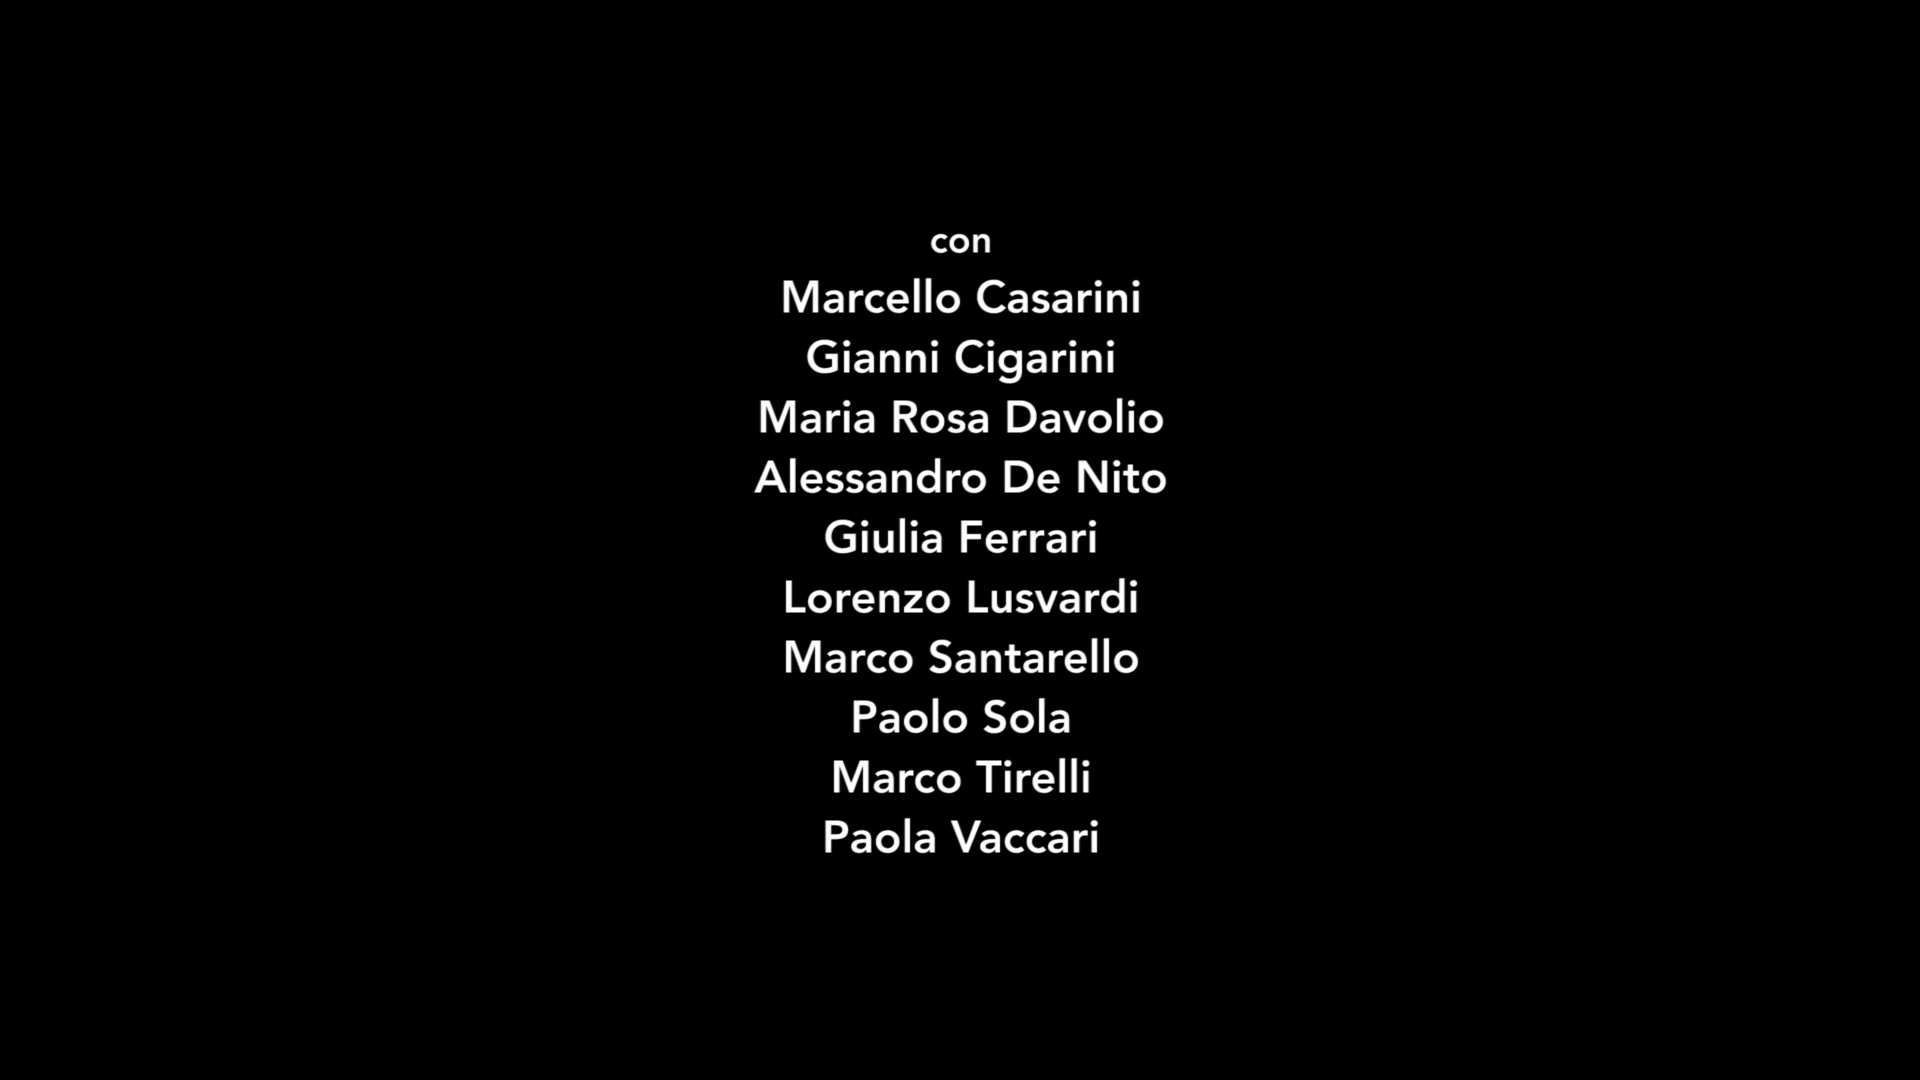 con
Marcello Casarini
Gianni Cigarini
Maria Rosa Davolio
Alessandro De Nito
Giulia Ferrari
Lorenzo Lusvardi
Marco Santarello
Paolo Sola
Marco Tirelli
Paola Vaccari